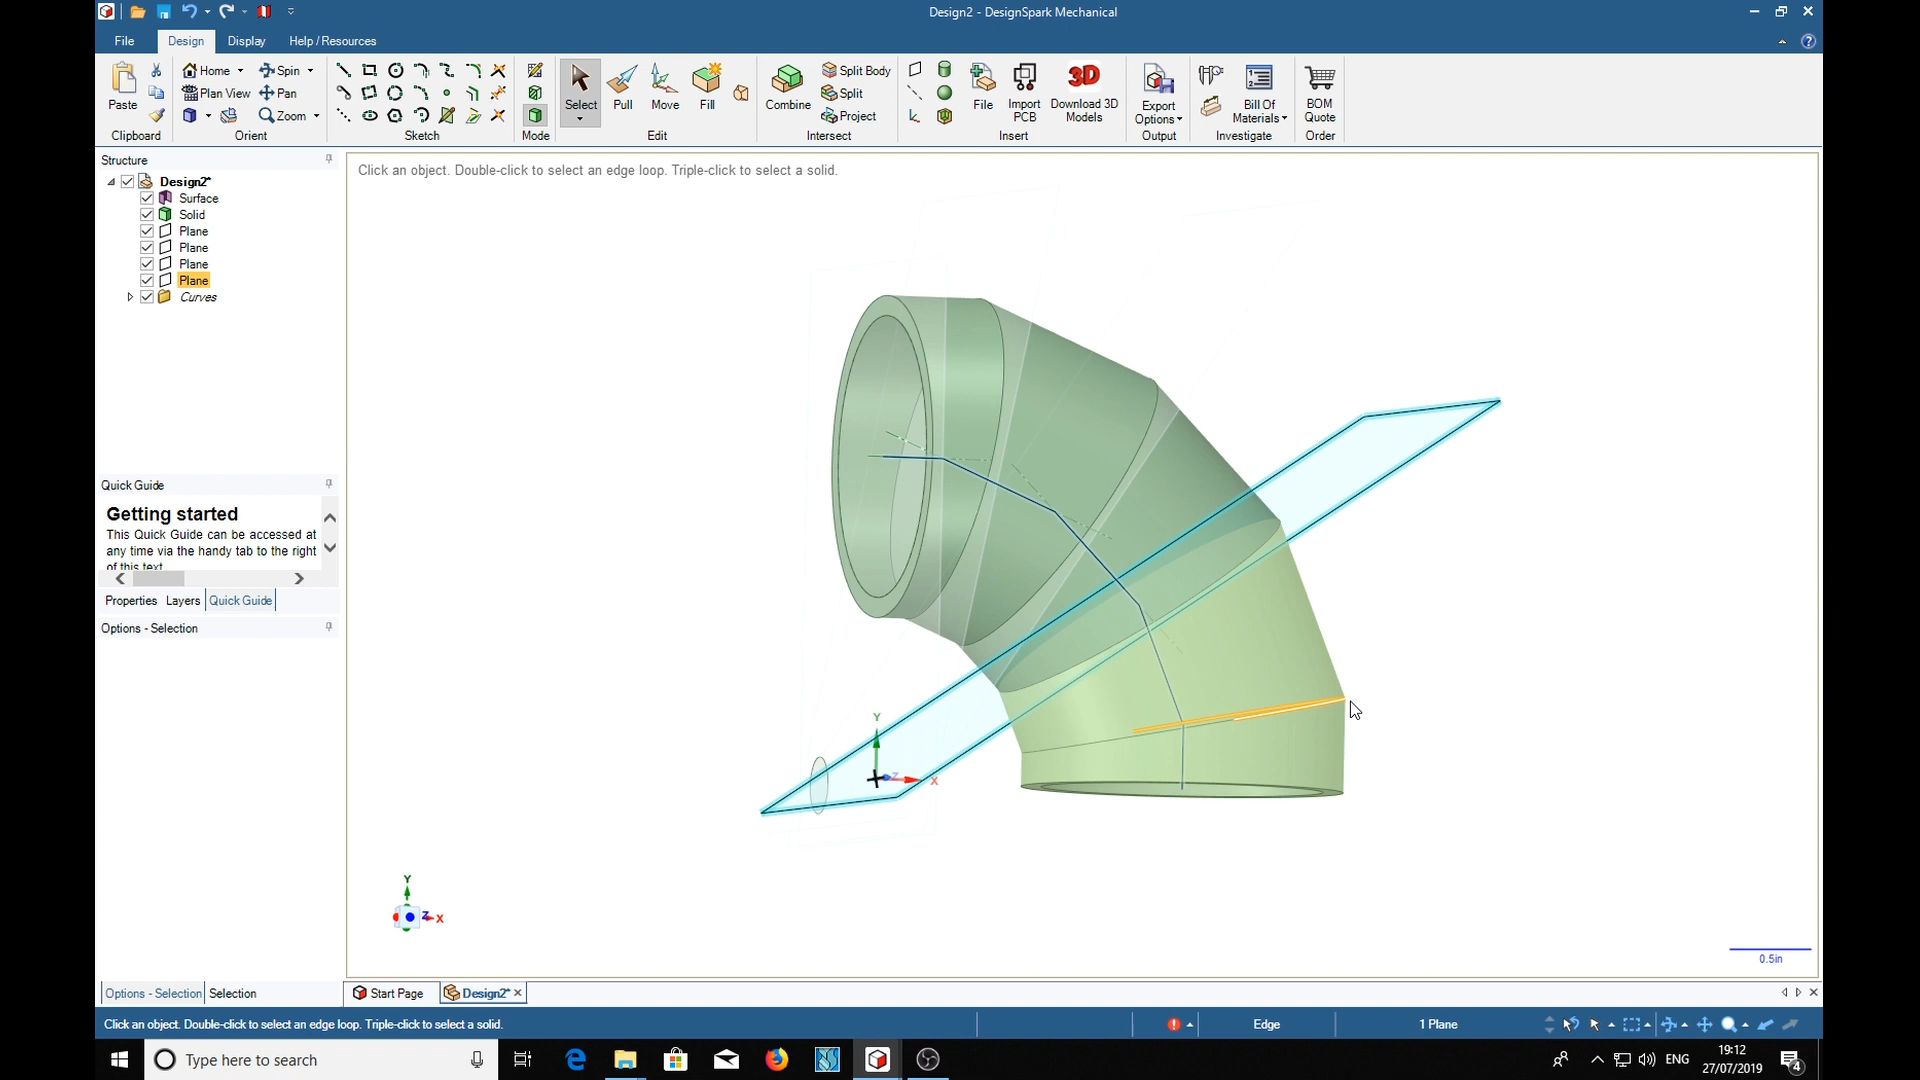 Design2 - DesignSpark Mechanical
File
Design
Display
Help / Resources
Paste
Home
Plan View
Spin
Pan
Zoom
Select
Pull
Move
Fill
Combine
Split Body
Split
Project
File
Import PCB
3D
Download 3D Models
Export Options
Bill Of Materials
BOM Quote
Clipboard
Orient
Sketch
Mode
Edit
Intersect
Insert
Output
Investigate
Order
Structure
Design2*
Surface
Solid
Plane
Plane
Plane
Plane
Curves
Click an object. Double-click to select an edge loop. Triple-click to select a solid.
Quick Guide
Getting started
This Quick Guide can be accessed at
any time via the handy tab to the right
of this text
Properties Layers Quick Guide
Options - Selection
Y
Z
X
Y
Z
X
0.5in
Options - Selection Selection
Start Page
Design2*
Click an object. Double-click to select an edge loop. Triple-click to select a solid.
Edge
1 Plane
Type here to search
ENG
19:12
27/07/2019
4